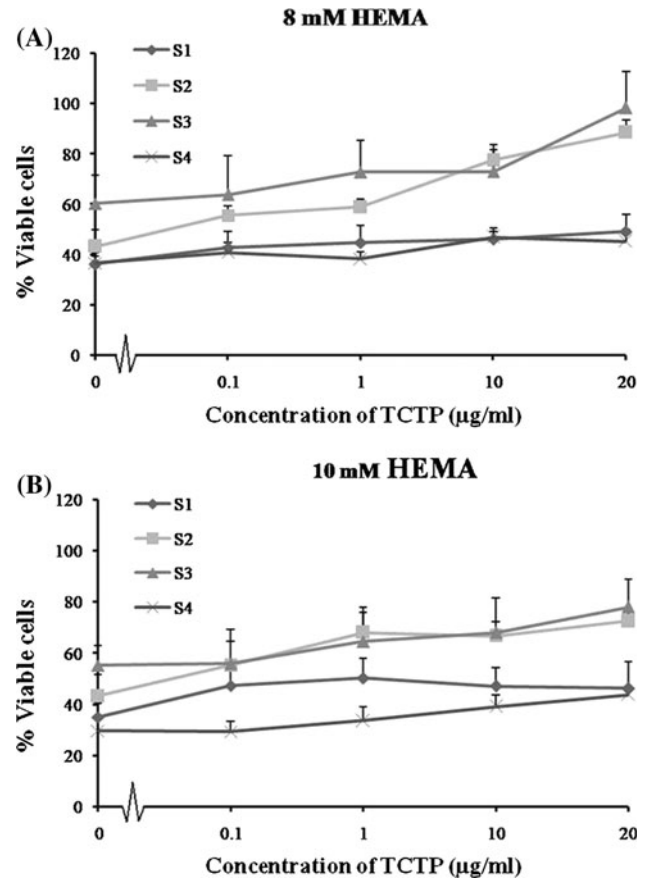 8 mM HEMA
(A)
S1
S2
S3
S4
% Viable cells
120
100
80
60
40
20
0
0 0.1 1 10 20
Concentration of TCTP (µg/ml)
10 mM HEMA
(B)
S1
S2
S3
S4
% Viable cells
120
100
80
60
40
20
0
0 0.1 1 10 20
Concentration of TCTP (µg/ml)